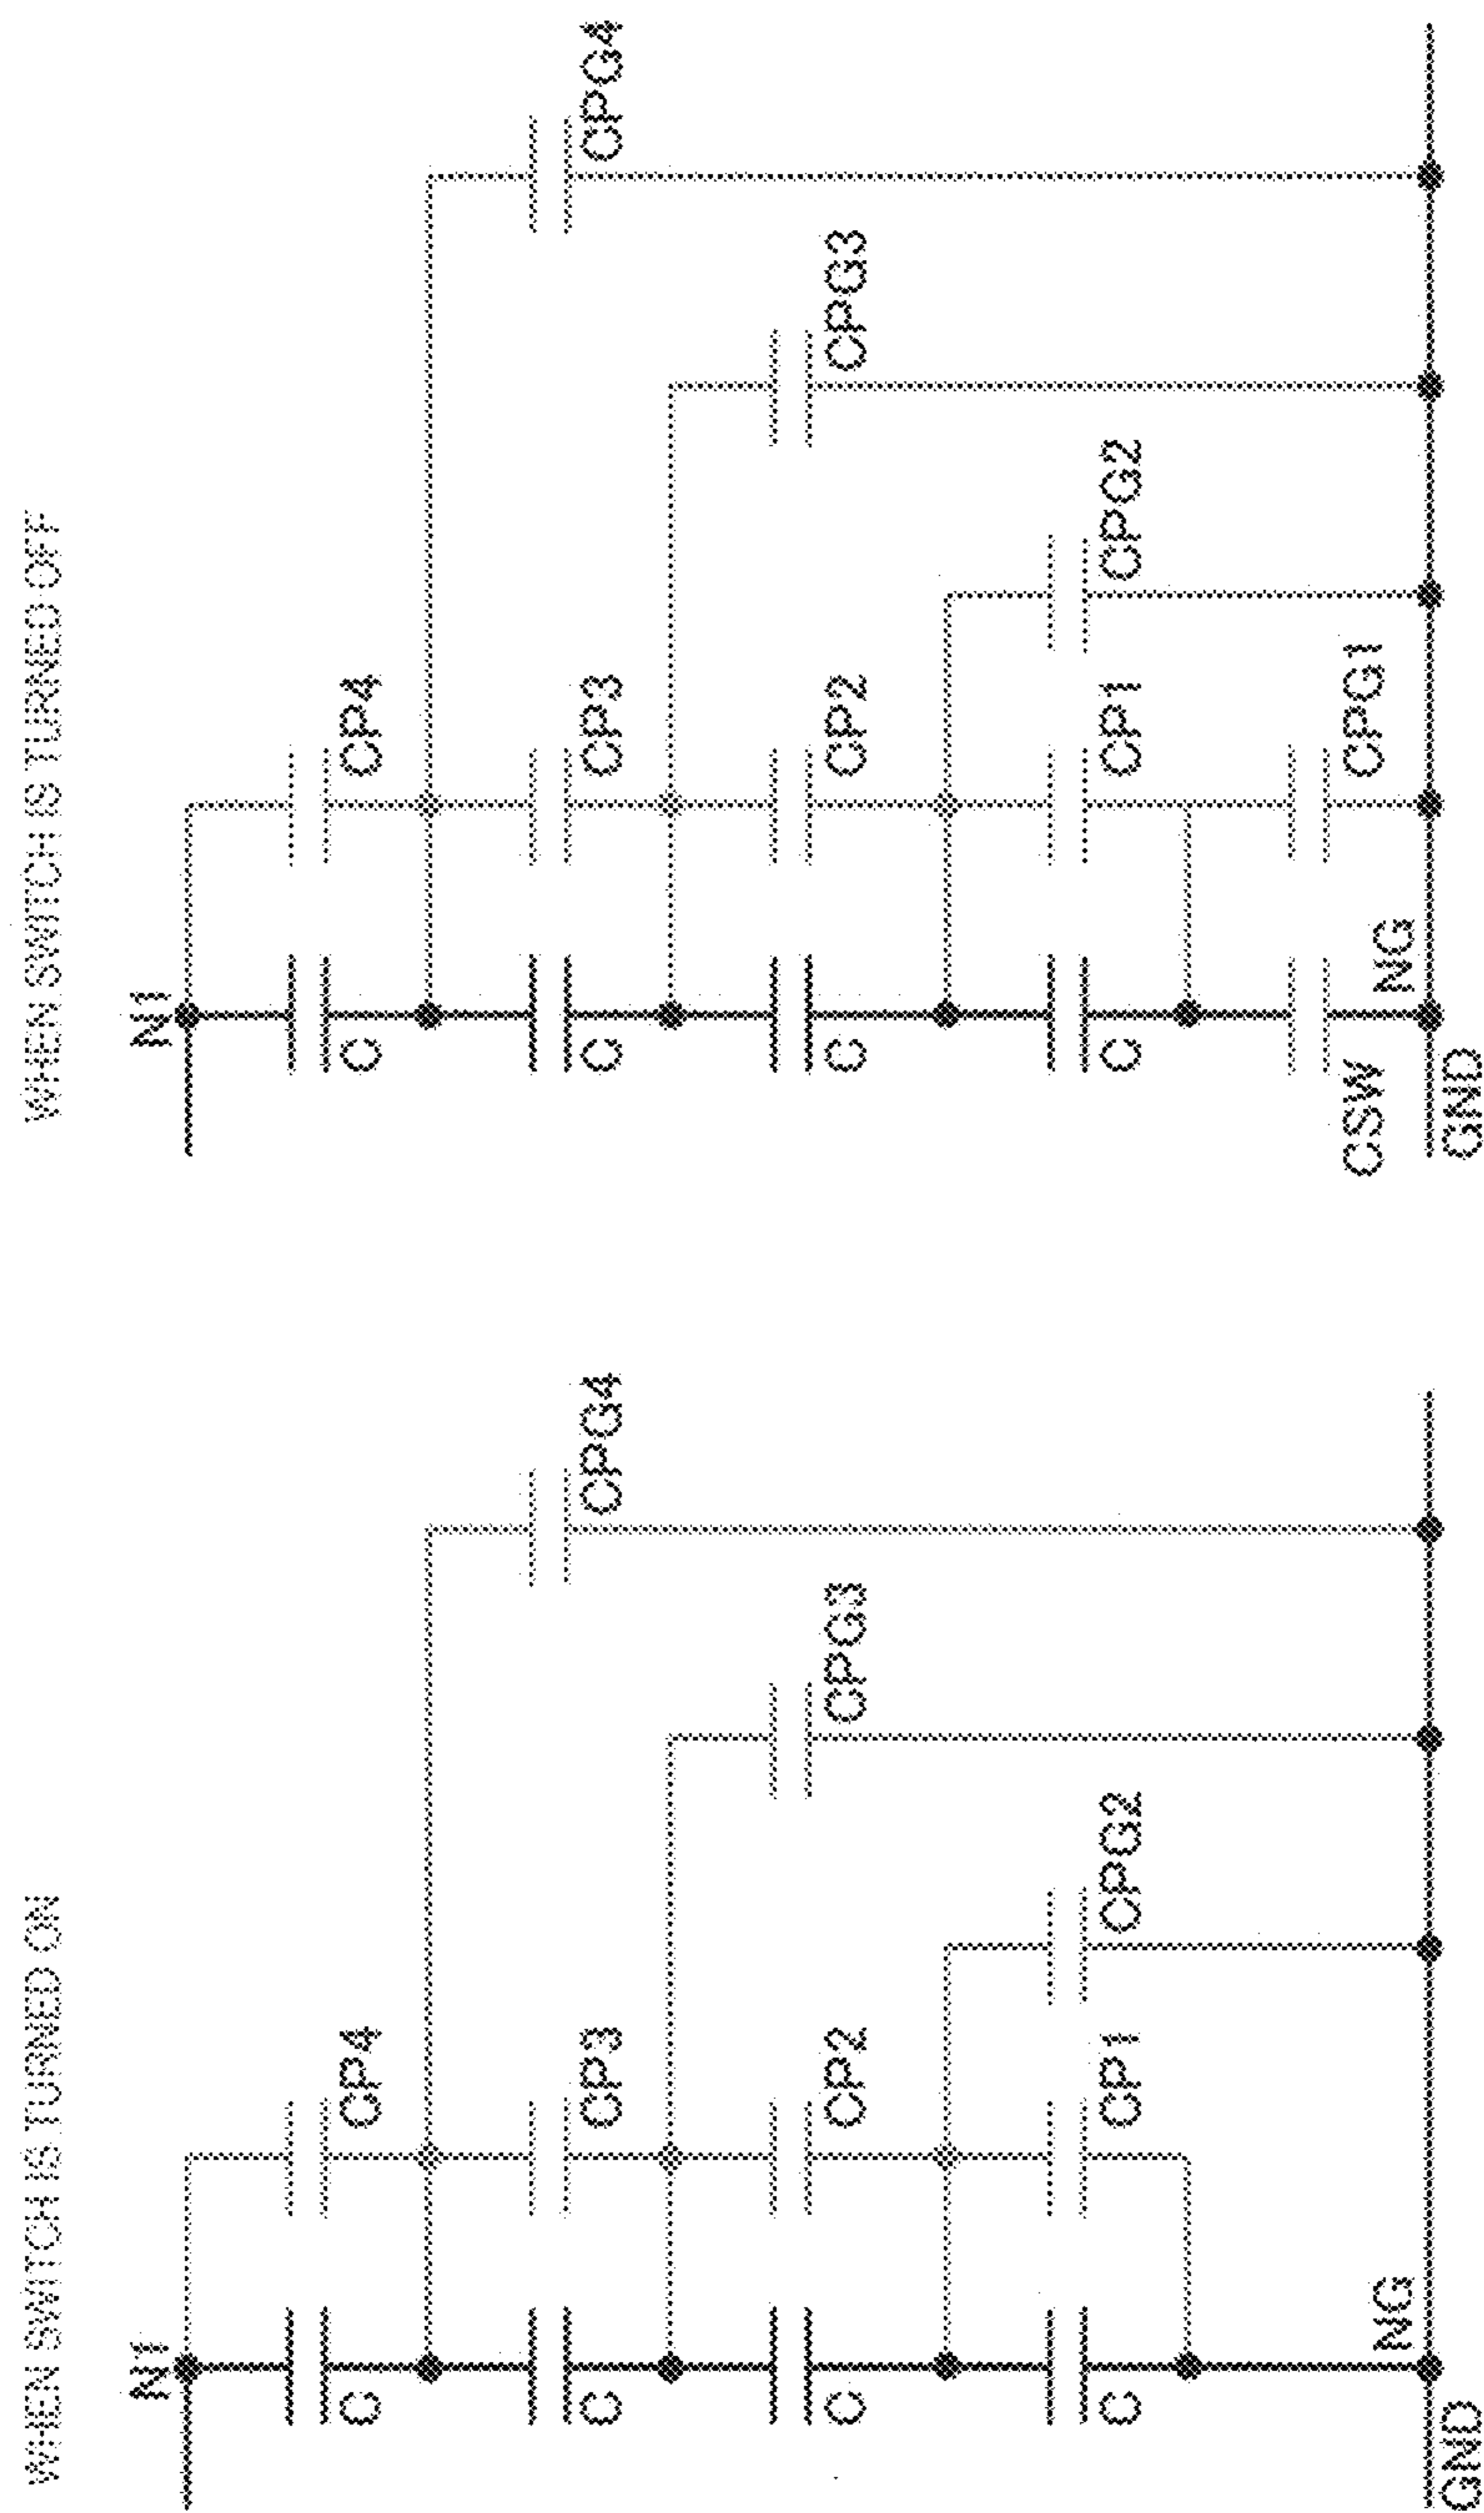 WHEN SWITCH IS TURNED ON
N1
C
CP4
C
CP3
CPG4
C
CP2
CPG3
C
CP1
CPG2
NG
GND
WHEN SWITCH IS TURNED OFF
N1
C
CP4
C
CP3
CPG4
C
CP2
CPG3
C
CP1
CPG2
CSW
NG
CPG1
GND